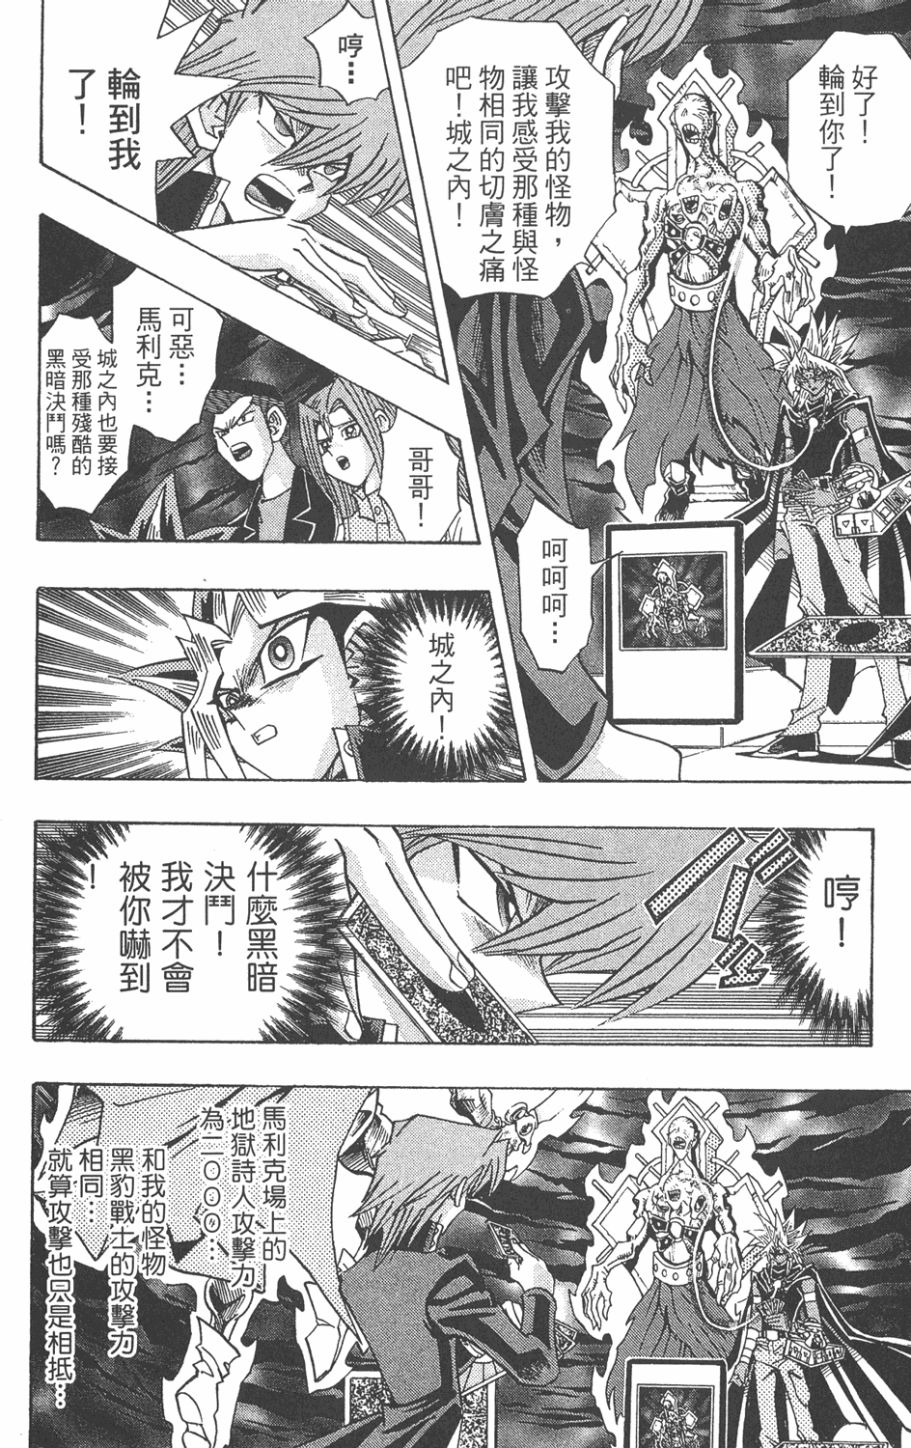 好了！
輪到你了！
攻擊我的怪物，
讓我感受那種與怪
物相同的切膚之痛
吧！城之內！
呵呵呵…
哼…
輪到我
了！
可惡…
馬利克…
城之內也要接
受那種殘酷的
黑暗決鬥嗎？
哥哥！
城之內！
哼！
什麼黑暗
決鬥！
我才不會
被你嚇到
！
馬利克場上的
地獄詩人攻擊力
為二〇〇〇…
和我的怪物
黑豹戰士的攻擊力
相同…
就算攻擊也只是相抵…